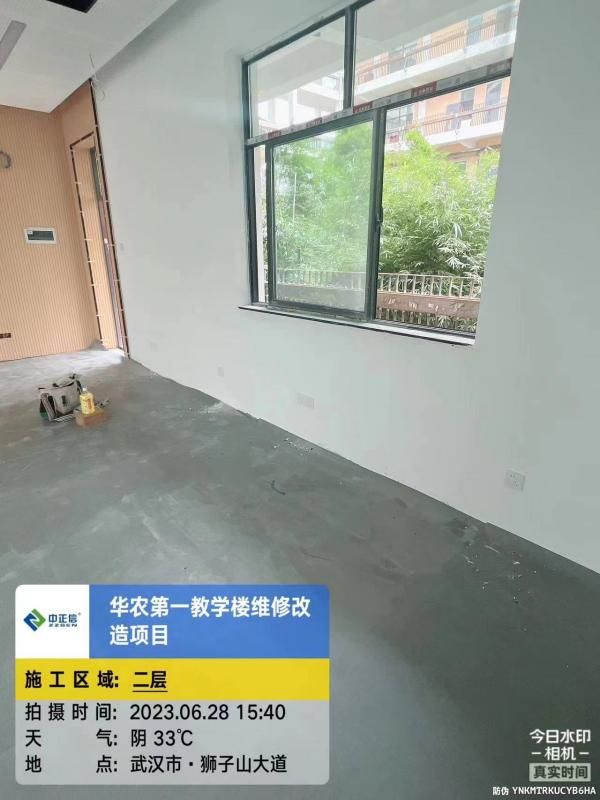 中正信
ZZSEN
华农第一教学楼维修改
造项目
施工区域: 二层
拍摄时间: 2023.06.28 15:40
天气: 阴 33℃
地点: 武汉市·狮子山大道
今日水印
-相机-
真实时间
防伪 YNKMTRKUCYB6HA